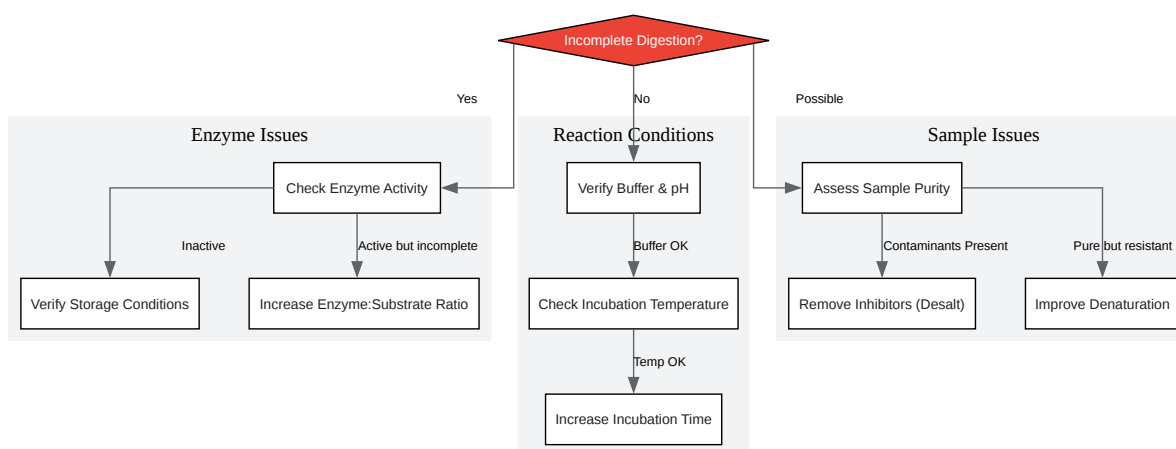 Incomplete Digestion?
Yes
No
Possible
Enzyme Issues
Reaction Conditions
Sample Issues
Check Enzyme Activity
Verify Buffer & pH
Assess Sample Purity
Inactive
Active but incomplete
Buffer OK
Contaminants Present
Pure but resistant
Verify Storage Conditions
Increase Enzyme:Substrate Ratio
Check Incubation Temperature
Remove Inhibitors (Desalt)
Improve Denaturation
Temp OK
Increase Incubation Time